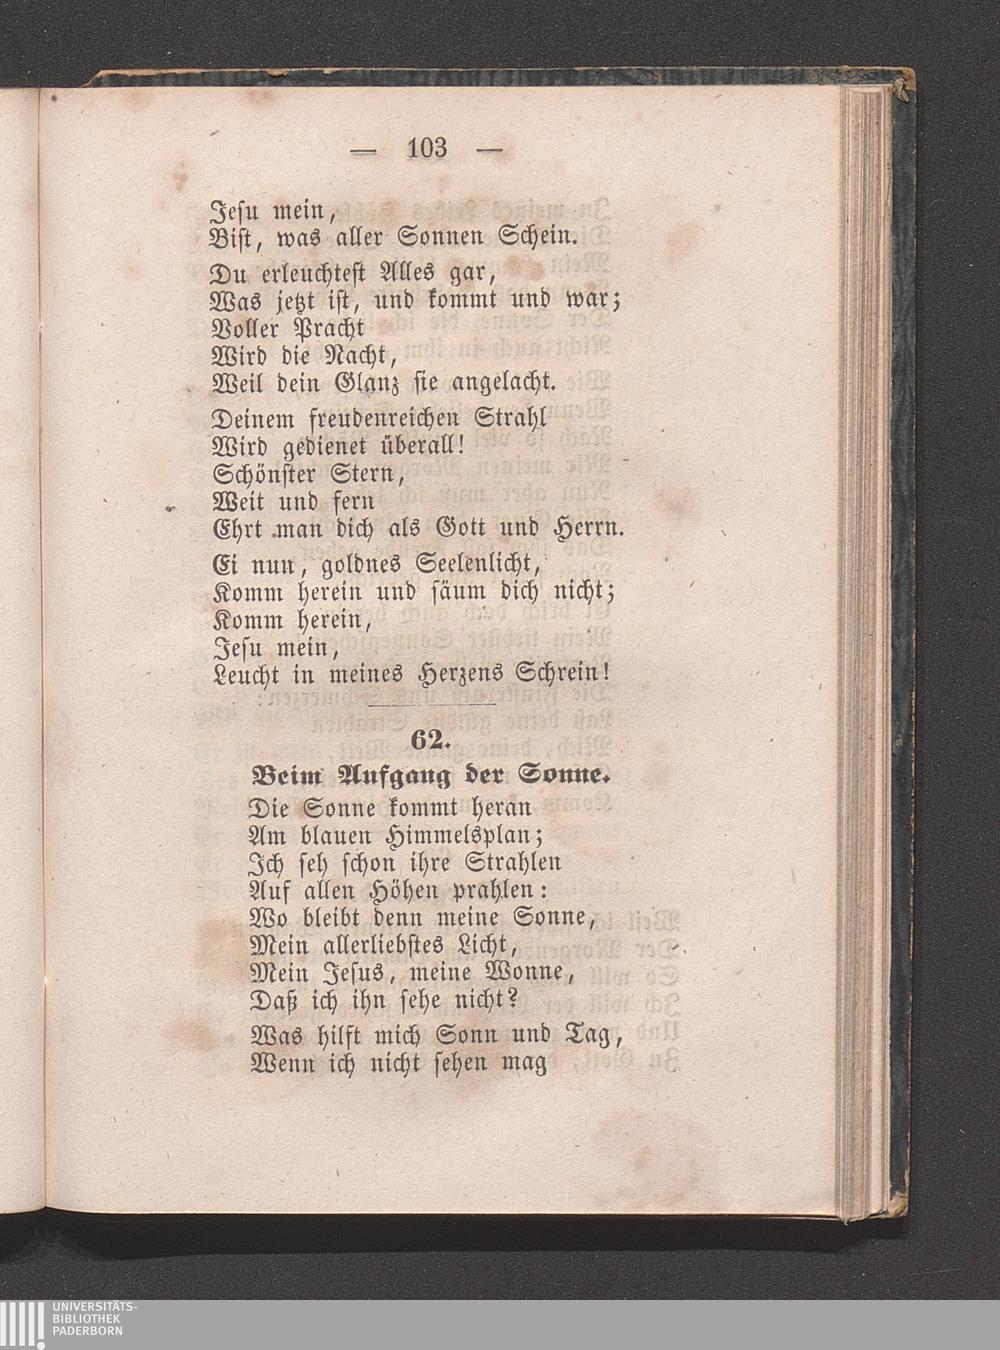 — 103 —
Jesu mein,
Bist, was aller Sonnen Schein.
Du erleuchtest Alles gar,
Was jetzt ist, und kommt und war;
Voller Pracht
Wird die Nacht,
Weil dein Glanz sie angelacht.
Deinem freudenreichen Strahl
Wird gedienet überall!
Schönster Stern,
Weit und fern
Ehrt man dich als Gott und Herrn.
Ei nun, goldnes Seelenlicht,
Komm herein und säum dich nicht;
Komm herein,
Jesu mein,
Leucht in meines Herzens Schrein!
62.
Beim Aufgang der Sonne.
Die Sonne kommt heran
Am blauen Himmelsplan;
Ich seh schon ihre Strahlen
Auf allen Höhen prahlen:
Wo bleibt denn meine Sonne,
Mein allerliebstes Licht,
Mein Jesus, meine Wonne,
Daß ich ihn sehe nicht?
Was hilft mich Sonn und Tag,
Wenn ich nicht sehen mag
UNIVERSITÄTS-
BIBLIOTHEK
PADERBORN